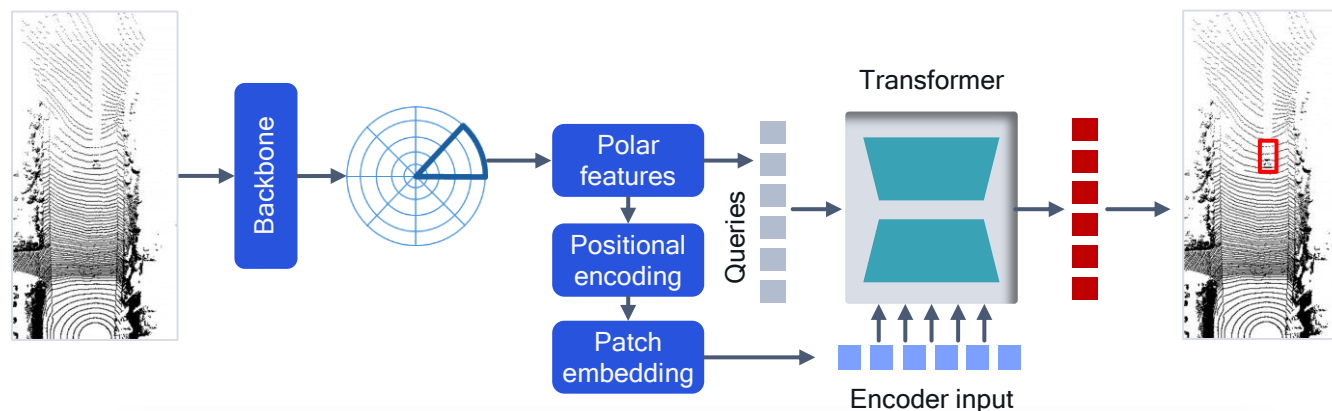 Backbone
Polar
features
Positional
encoding
Patch
embedding
Queries
Transformer
Encoder input